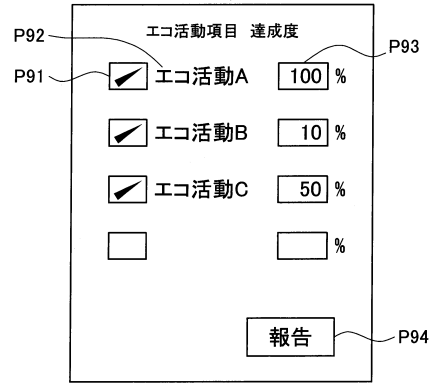 エコ活動項目 達成度
P92
P93
P91
エコ活動A 100 %
エコ活動B 10 %
エコ活動C 50 %
%
報告
P94